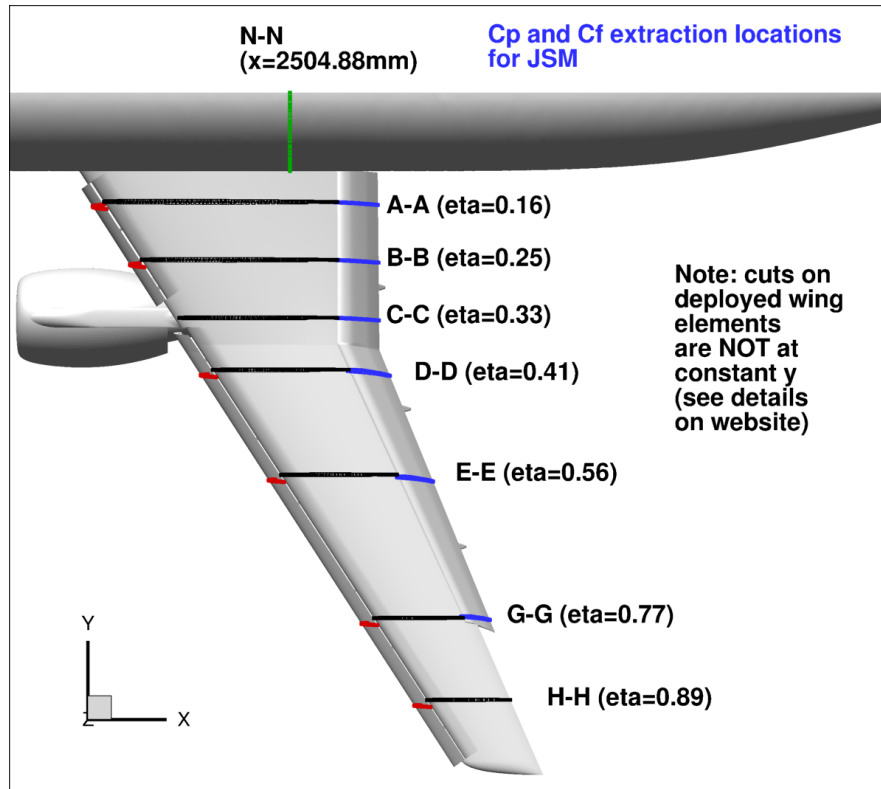 N-N
(x=2504.88mm)
Cp and Cf extraction locations
for JSM
A-A (eta=0.16)
B-B (eta=0.25)
C-C (eta=0.33)
D-D (eta=0.41)
E-E (eta=0.56)
G-G (eta=0.77)
H-H (eta=0.89)
Note: cuts on
deployed wing
elements
are NOT at
constant y
(see details
on website)
Y
Z
X